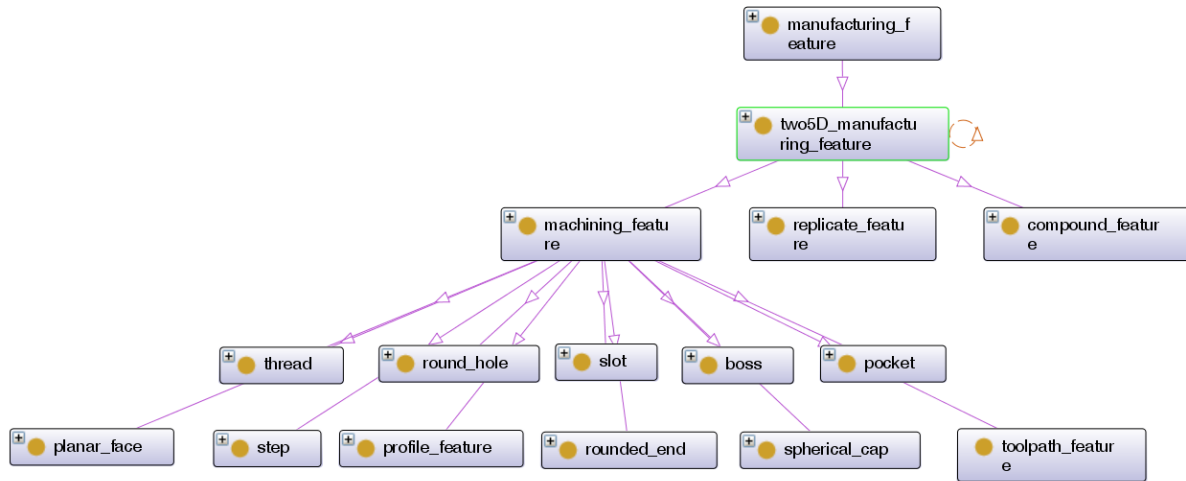 manufacturing_f
eature
two5D_manufactu
ring_feature
machining_featu
re
replicate_featu
re
compound_featur
e
thread
round_hole
slot
boss
pocket
planar_face
step
profile_feature
rounded_end
spherical_cap
toolpath_featur
e